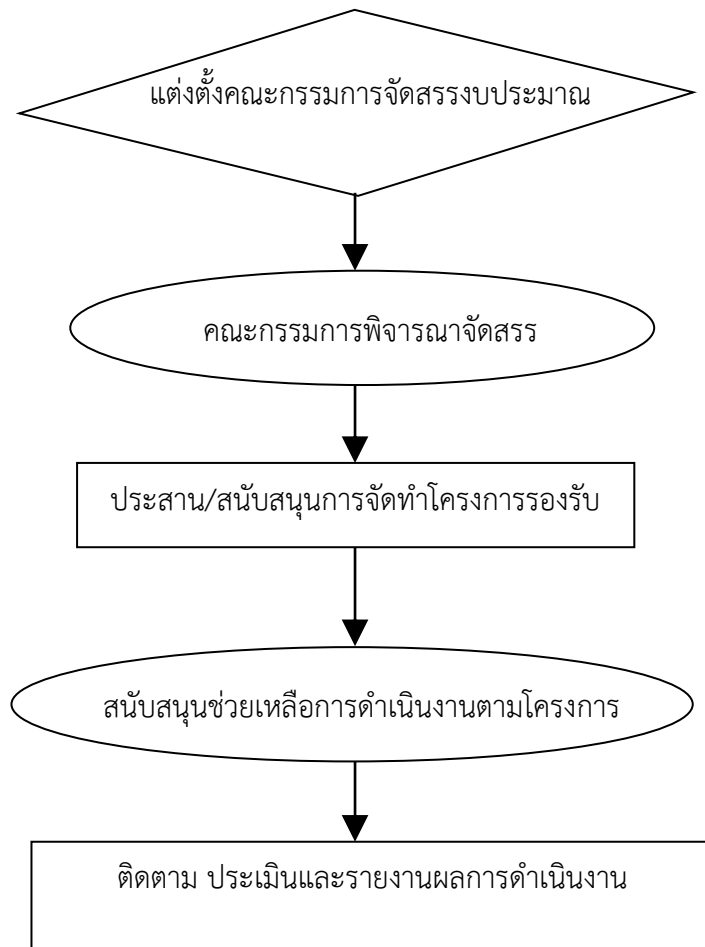 แต่งตั้งคณะกรรมการจัดสรรงบประมาณ
คณะกรรมการพิจารณาจัดสรร
ประสาน/สนับสนุนการจัดทำโครงการรองรับ
สนับสนุนช่วยเหลือการดำเนินงานตามโครงการ
ติดตาม ประเมินและรายงานผลการดำเนินงาน